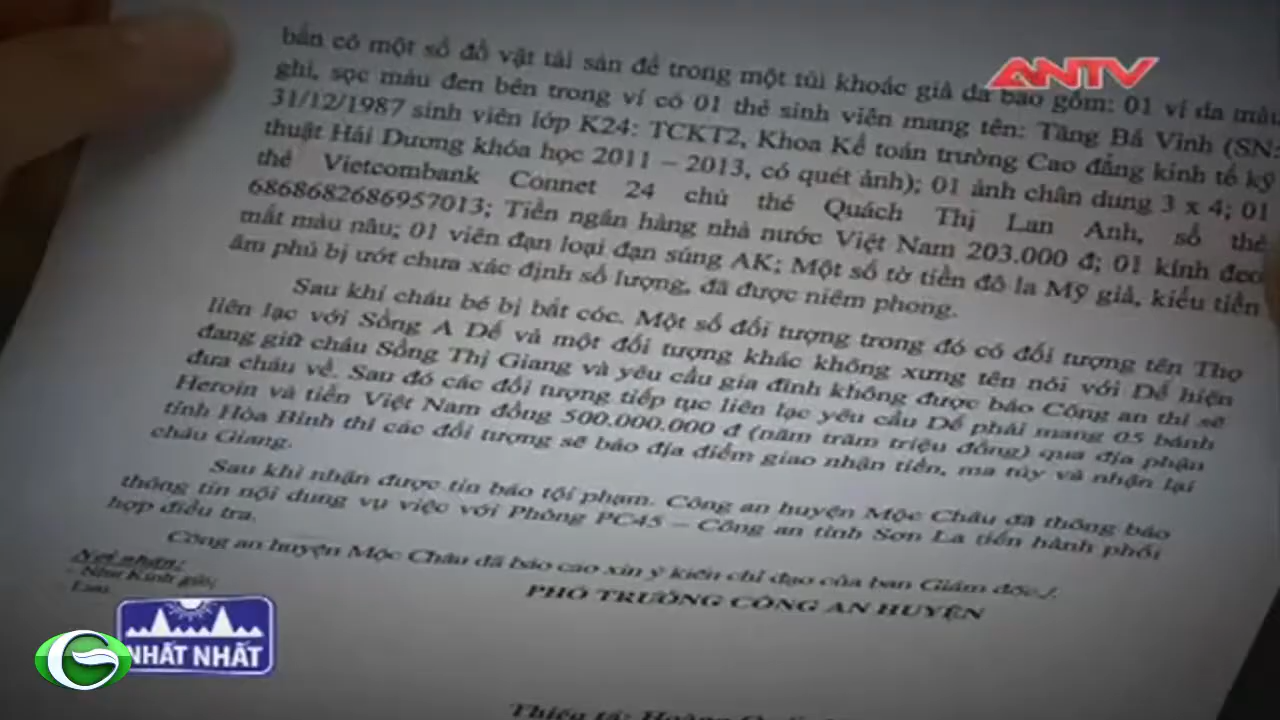 ANTV
bắn có một số đồ vật tài sản để trong một túi khoác giả da bao gồm: 01 ví da màu
ghi, sọc màu đen bên trong ví có 01 thẻ sinh viên mang tên: Tăng Bá Vinh (SN:
31/12/1987 sinh viên lớp K24: TCKT2, Khoa Kế toán trường Cao đẳng kinh tế kỹ
thuật Hải Dương khóa học 2011 – 2013, có quét ảnh); 01 ảnh chân dung 3 x 4; 01
thẻ Vietcombank Connet 24 chủ thẻ Quách Thị Lan Anh, số thẻ
6868682686957013; Tiền ngân hàng nhà nước Việt Nam 203.000 đ; 01 kính đeo
mắt màu nâu; 01 viên đạn loại đạn súng AK; Một số tờ tiền đô la Mỹ giả, kiểu tiền
âm phủ bị ướt chưa xác định số lượng, đã được niêm phong.
Sau khi cháu bé bị bắt cóc. Một số đối tượng trong đó có đối tượng tên Thọ
liên lạc với Sồng A Dế và một đối tượng khác không xưng tên nói với Dế hiện
đang giữ cháu Sồng Thị Giang và yêu cầu gia đình không được báo Công an thì sẽ
đưa cháu về. Sau đó các đối tượng tiếp tục liên lạc yêu cầu Dế phải mang 05 bánh
Heroin và tiền Việt Nam đồng 500.000.000 đ (năm trăm triệu đồng) qua địa phận
tỉnh Hòa Bình thì các đối tượng sẽ báo địa điểm giao nhận tiền, ma túy và nhận lại
cháu Giang.
Sau khi nhận được tin báo tội phạm. Công an huyện Mộc Châu đã thông báo
thông tin nội dung vụ việc với Phòng PC45 – Công an tỉnh Sơn La tiến hành phối
hợp điều tra.
Công an huyện Mộc Châu đã báo cáo xin ý kiến chỉ đạo của ban Giám đốc./.
Nơi nhận:
- Như Kính gửi;
Lưu.
PHÓ TRƯỞNG CÔNG AN HUYỆN
NHẤT NHẤT
Thiếu tá: Hoàng